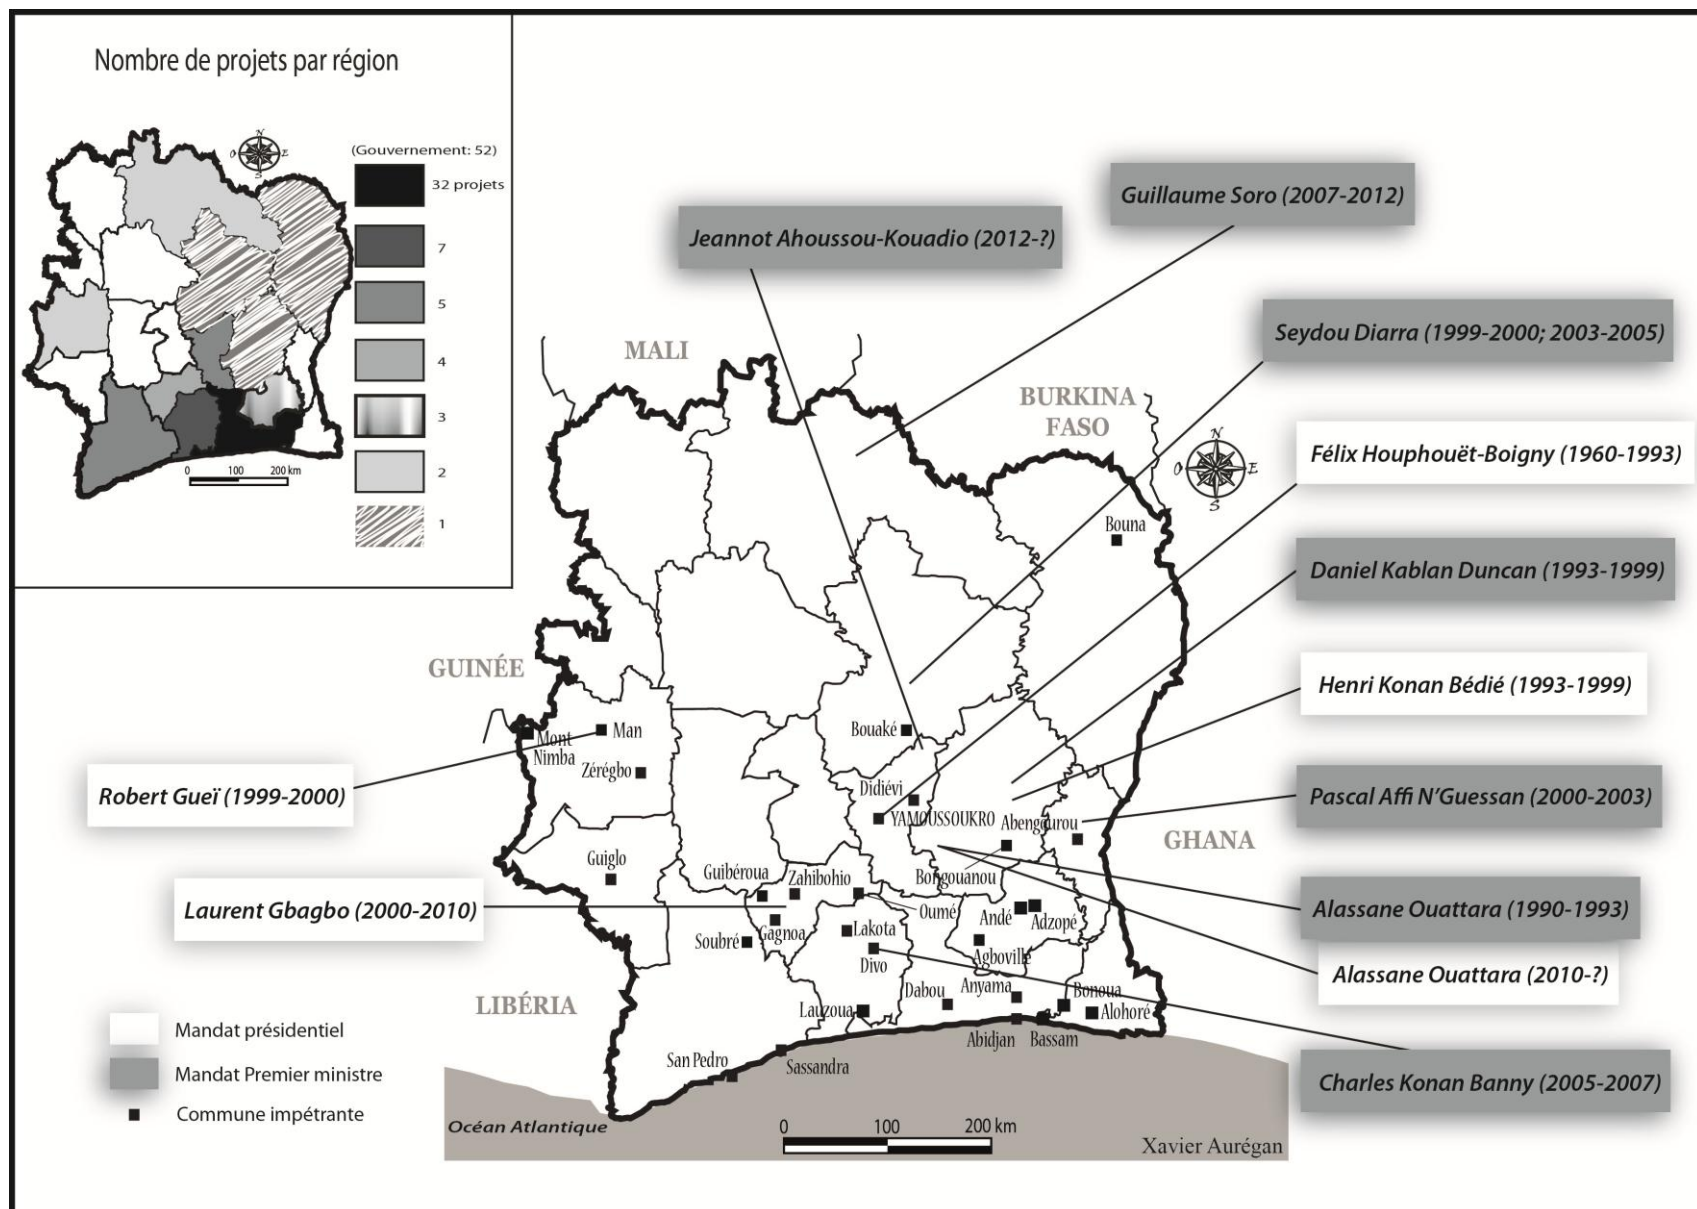 Nombre de projets par région
N
O
E
S
(Gouvernement: 52)
32 projets
7
5
4
3
2
1
0 100 200 km
Guillaume Soro (2007-2012)
Jeannot Ahoussou-Kouadio (2012-?)
Seydou Diarra (1999-2000; 2003-2005)
Félix Houphouët-Boigny (1960-1993)
Daniel Kablan Duncan (1993-1999)
Henri Konan Bédié (1993-1999)
Pascal Affi N'Guessan (2000-2003)
Alassane Ouattara (1990-1993)
Alassane Ouattara (2010-?)
Charles Konan Banny (2005-2007)
Robert Gueï (1999-2000)
Laurent Gbagbo (2000-2010)
MALI
BURKINA
FASO
N
O
E
S
GUINÉE
GHANA
LIBÉRIA
Bouna
Bouaké
Man
Mont
Nimba
Zérégbo
Didiévi
YAMOUSSOUKRO
Abengourou
Guiglo
Guibéroua
Zahibohio
Bongouanou
Oumé
Andé
Adzopé
Gagnoa
Lakota
Soubré
Divo
Agboville
Dabou
Anyama
Bonoua
Lauzoua
Alohoré
Abidjan
Bassam
San Pedro
Sassandra
Mandat présidentiel
Mandat Premier ministre
Commune impétrante
Océan Atlantique
0 100 200 km
Xavier Aurégan